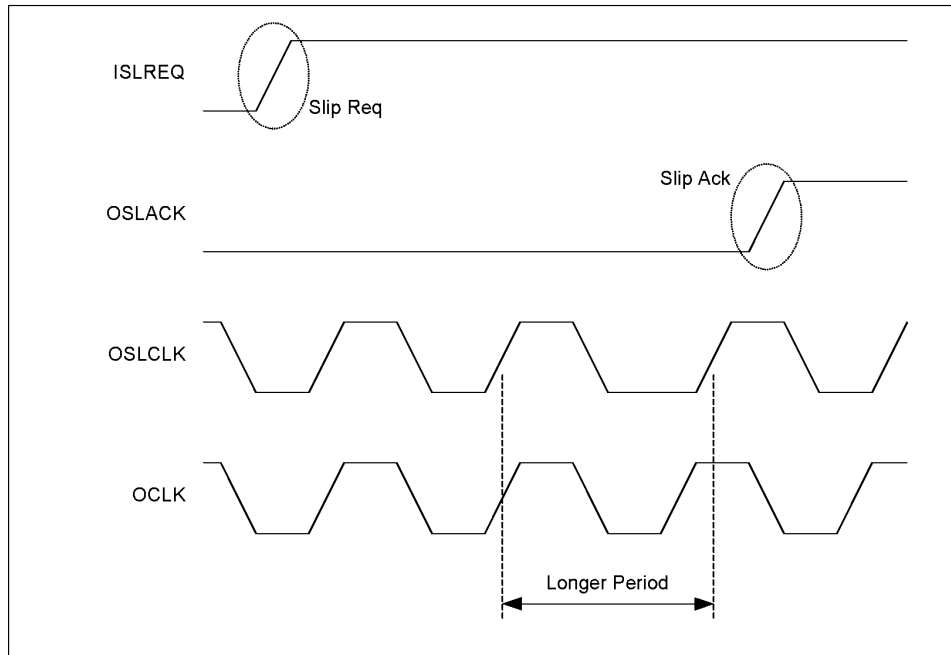 ISLREQ
Slip Req
Slip Ack
OSLACK
OSLCLK
OCLK
Longer Period